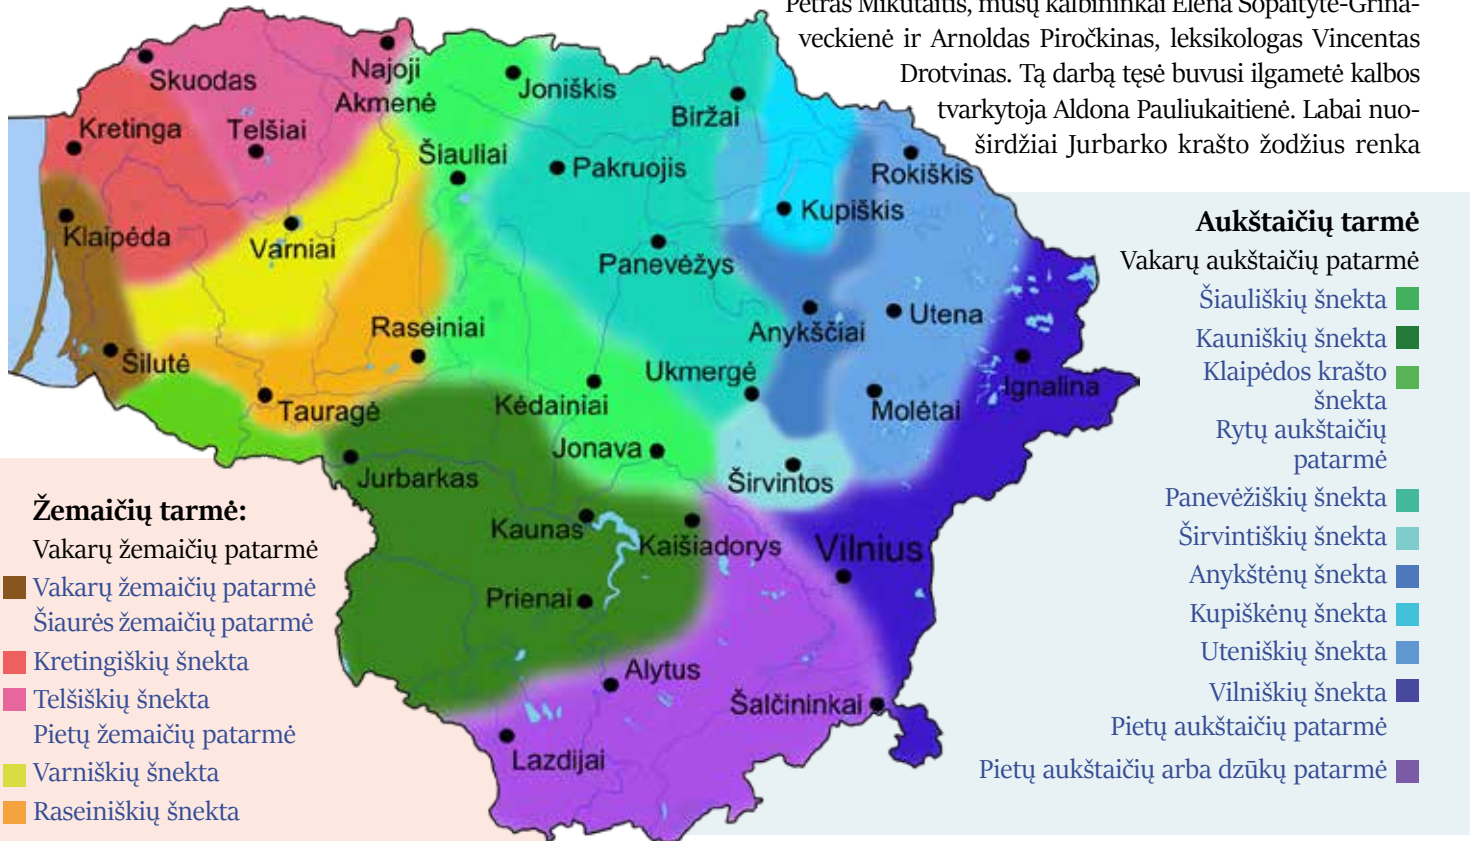 Petras Mikutaitis, mūsų kalbininkai Elena Sopaitytė-Grina-
veckienė ir Arnoldas Piročkinas, leksikologas Vincentas
Drotvinas. Tą darbą tęsė buvusi ilgametė kalbos
tvarkytoja Aldona Pauliukaitienė. Labai nuo-
širdžiai Jurbarko krašto žodžius renka
Skuodas
Najoji
Akmenė
Joniškis
Biržai
Kretinga
Telšiai
Šiauliai
Pakruojis
Rokiškis
Klaipėda
Varniai
Kupiškis
Panevėžys
Raseiniai
Anykščiai
Utena
Šilutė
Ukmergė
Ignalina
Tauragė
Kėdainiai
Molėtai
Jonava
Jurbarkas
Širvintos
Kaunas
Kaišiadorys
Vilnius
Prienai
Alytus
Šalčininkai
Lazdijai
Žemaičių tarmė:
Vakarų žemaičių patarmė
Vakarų žemaičių patarmė
Šiaurės žemaičių patarmė
Kretingiškių šnekta
Telšiškių šnekta
Pietų žemaičių patarmė
Varniškių šnekta
Raseiniškių šnekta
Aukštaičių tarmė
Vakarų aukštaičių patarmė
Šiauliškių šnekta
Kauniškių šnekta
Klaipėdos krašto
šnekta
Rytų aukštaičių
patarmė
Panevėžiškių šnekta
Širvintiškių šnekta
Anykštėnų šnekta
Kupiškėnų šnekta
Uteniškių šnekta
Vilniškių šnekta
Pietų aukštaičių patarmė
Pietų aukštaičių arba dzūkų patarmė